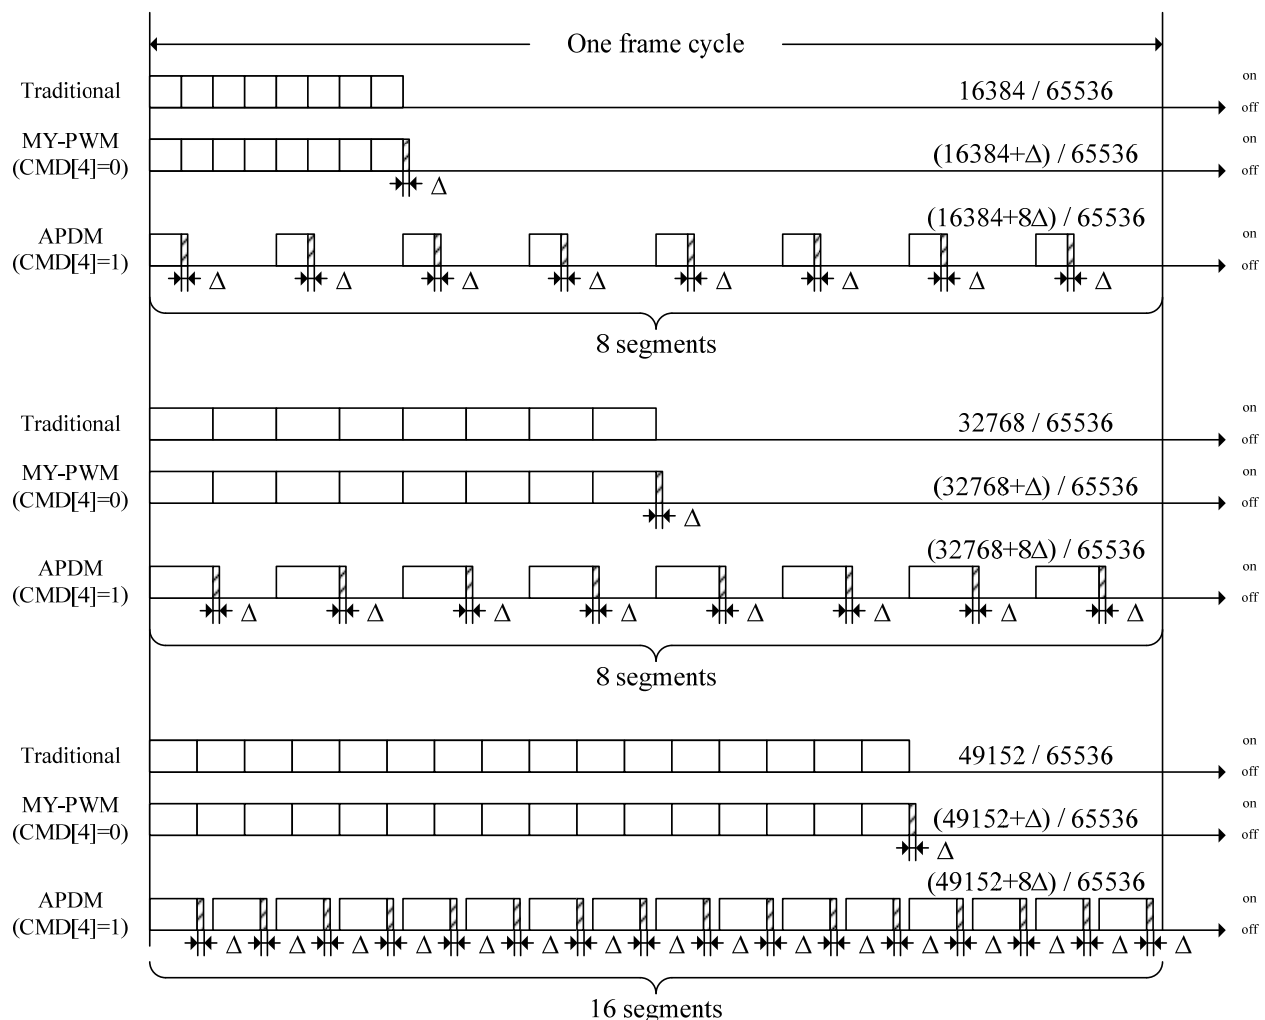 One frame cycle
Traditional
16384 / 65536
on
off
MY-PWM
(CMD[4]=0)
(16384+Δ) / 65536
on
off
Δ
APDM
(CMD[4]=1)
(16384+8Δ) / 65536
on
off
Δ Δ Δ Δ Δ Δ Δ Δ
8 segments
Traditional
32768 / 65536
on
off
MY-PWM
(CMD[4]=0)
(32768+Δ) / 65536
on
off
Δ
APDM
(CMD[4]=1)
(32768+8Δ) / 65536
on
off
Δ Δ Δ Δ Δ Δ Δ Δ
8 segments
Traditional
49152 / 65536
on
off
MY-PWM
(CMD[4]=0)
(49152+Δ) / 65536
on
off
Δ
APDM
(CMD[4]=1)
(49152+8Δ) / 65536
on
off
Δ Δ Δ Δ Δ Δ Δ Δ Δ Δ Δ Δ Δ Δ Δ Δ
16 segments